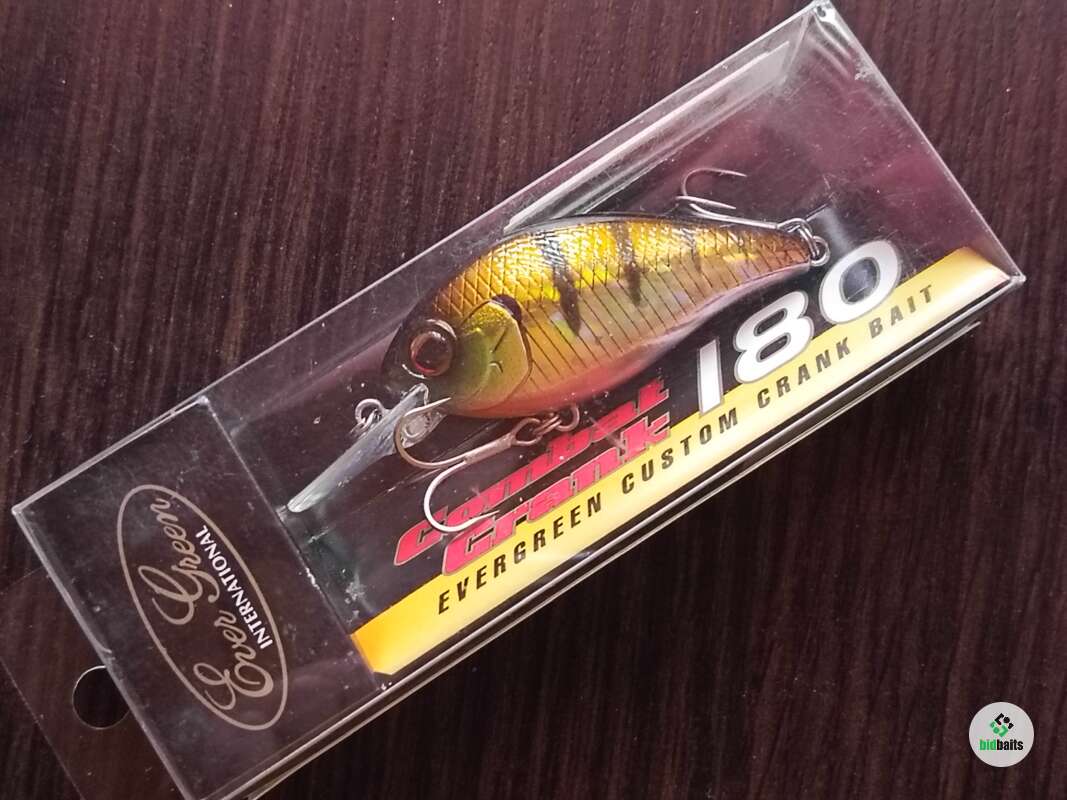 Combat
Crank
180
EVERGREEN CUSTOM CRANK BAIT
Ever Green
INTERNATIONAL
bidbaits